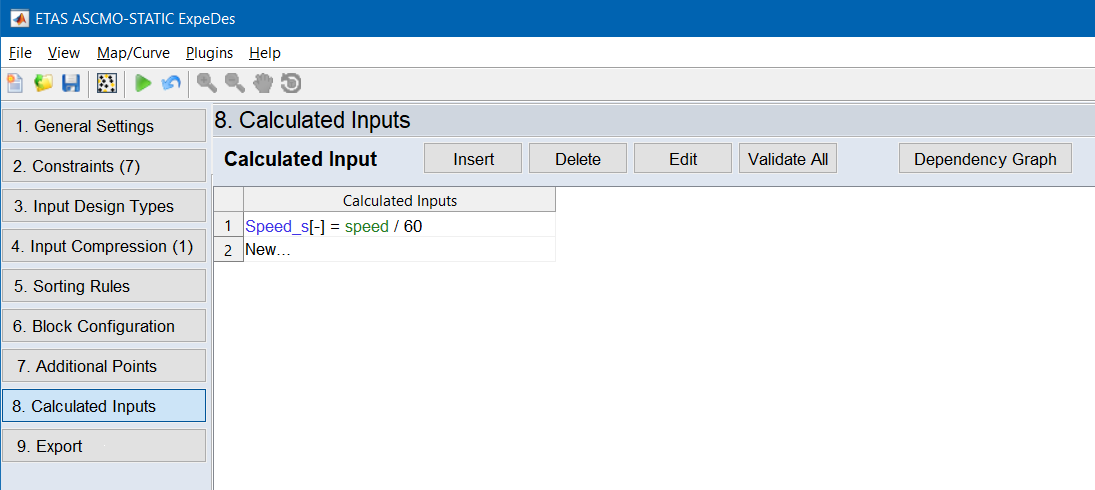 ETAS ASCMO-STATIC ExpeDes
File View Map/Curve Plugins Help
1. General Settings
2. Constraints (7)
3. Input Design Types
4. Input Compression (1)
5. Sorting Rules
6. Block Configuration
7. Additional Points
8. Calculated Inputs
9. Export
8. Calculated Inputs
Calculated Input Insert Delete Edit Validate All Dependency Graph
Calculated Inputs
1 Speed_s[-] = speed / 60
2 New...